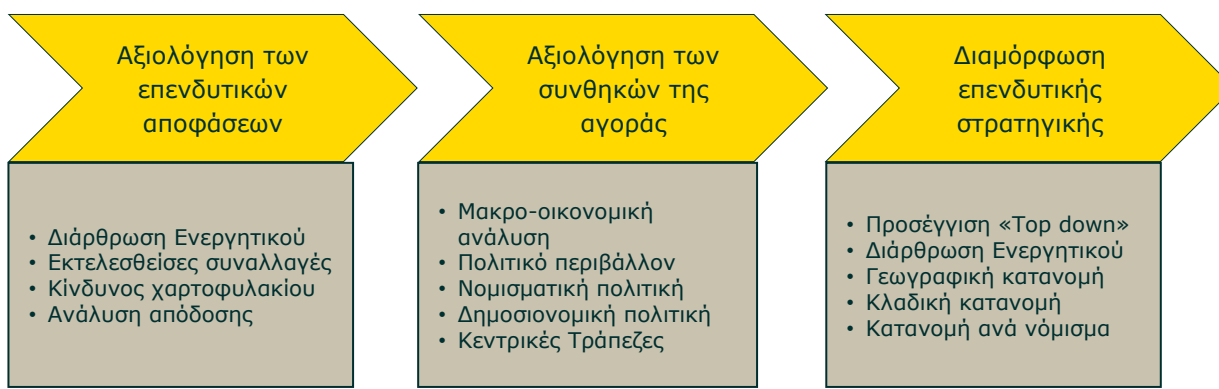 Αξιολόγηση των
επενδυτικών
αποφάσεων
• Διάρθρωση Ενεργητικού
• Εκτελεσθείσες συναλλαγές
• Κίνδυνος χαρτοφυλακίου
• Ανάλυση απόδοσης
Αξιολόγηση των
συνθηκών της
αγοράς
• Μακρο-οικονομική
ανάλυση
• Πολιτικό περιβάλλον
• Νομισματική πολιτική
• Δημοσιονομική πολιτική
• Κεντρικές Τράπεζες
Διαμόρφωση
επενδυτικής
στρατηγικής
• Προσέγγιση «Top down»
• Διάρθρωση Ενεργητικού
• Γεωγραφική κατανομή
• Κλαδική κατανομή
• Κατανομή ανά νόμισμα